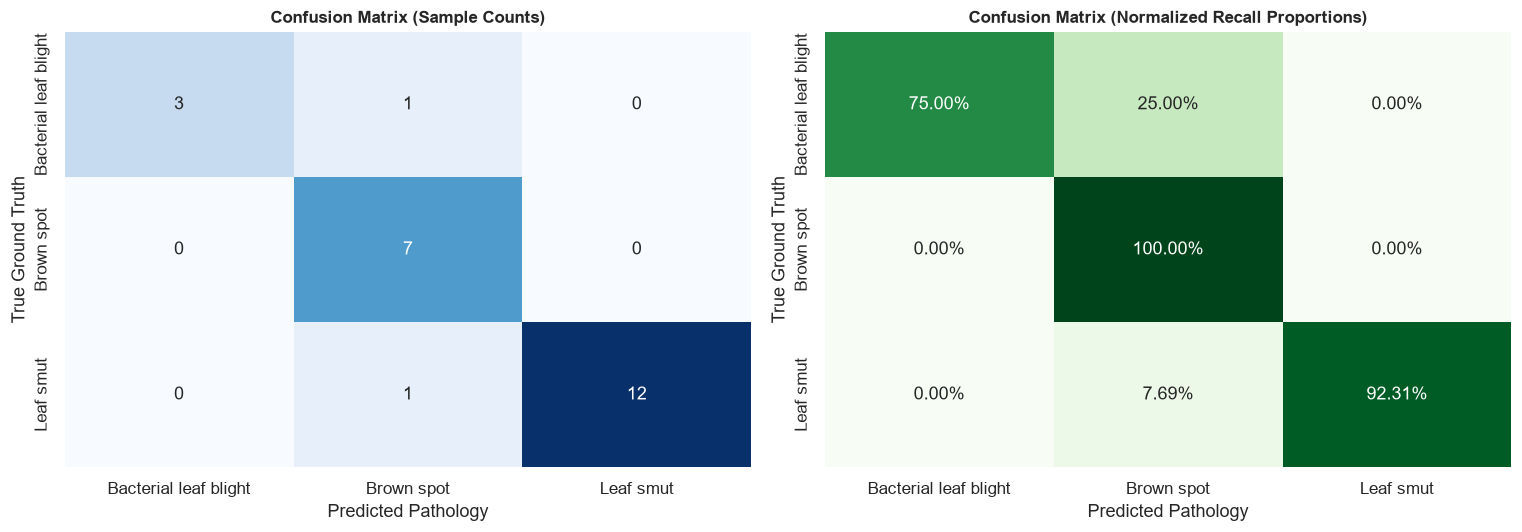 Confusion Matrix (Sample Counts)
True Ground Truth
Bacterial leaf blight
Brown spot
Leaf smut
3 1 0
0 7 0
0 1 12
Bacterial leaf blight Brown spot Leaf smut
Predicted Pathology
Confusion Matrix (Normalized Recall Proportions)
True Ground Truth
Bacterial leaf blight
Brown spot
Leaf smut
75.00% 25.00% 0.00%
0.00% 100.00% 0.00%
0.00% 7.69% 92.31%
Bacterial leaf blight Brown spot Leaf smut
Predicted Pathology